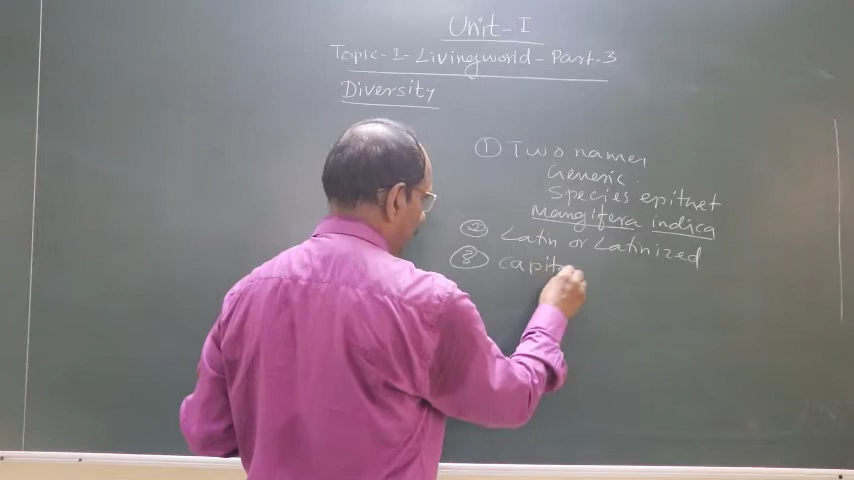 Unit-I
Topic-1-Livingworld-Part-3
Diversity
① Two names
Generic
Species epithet
Mangifera indica
② Latin or Latinized
③ Capit